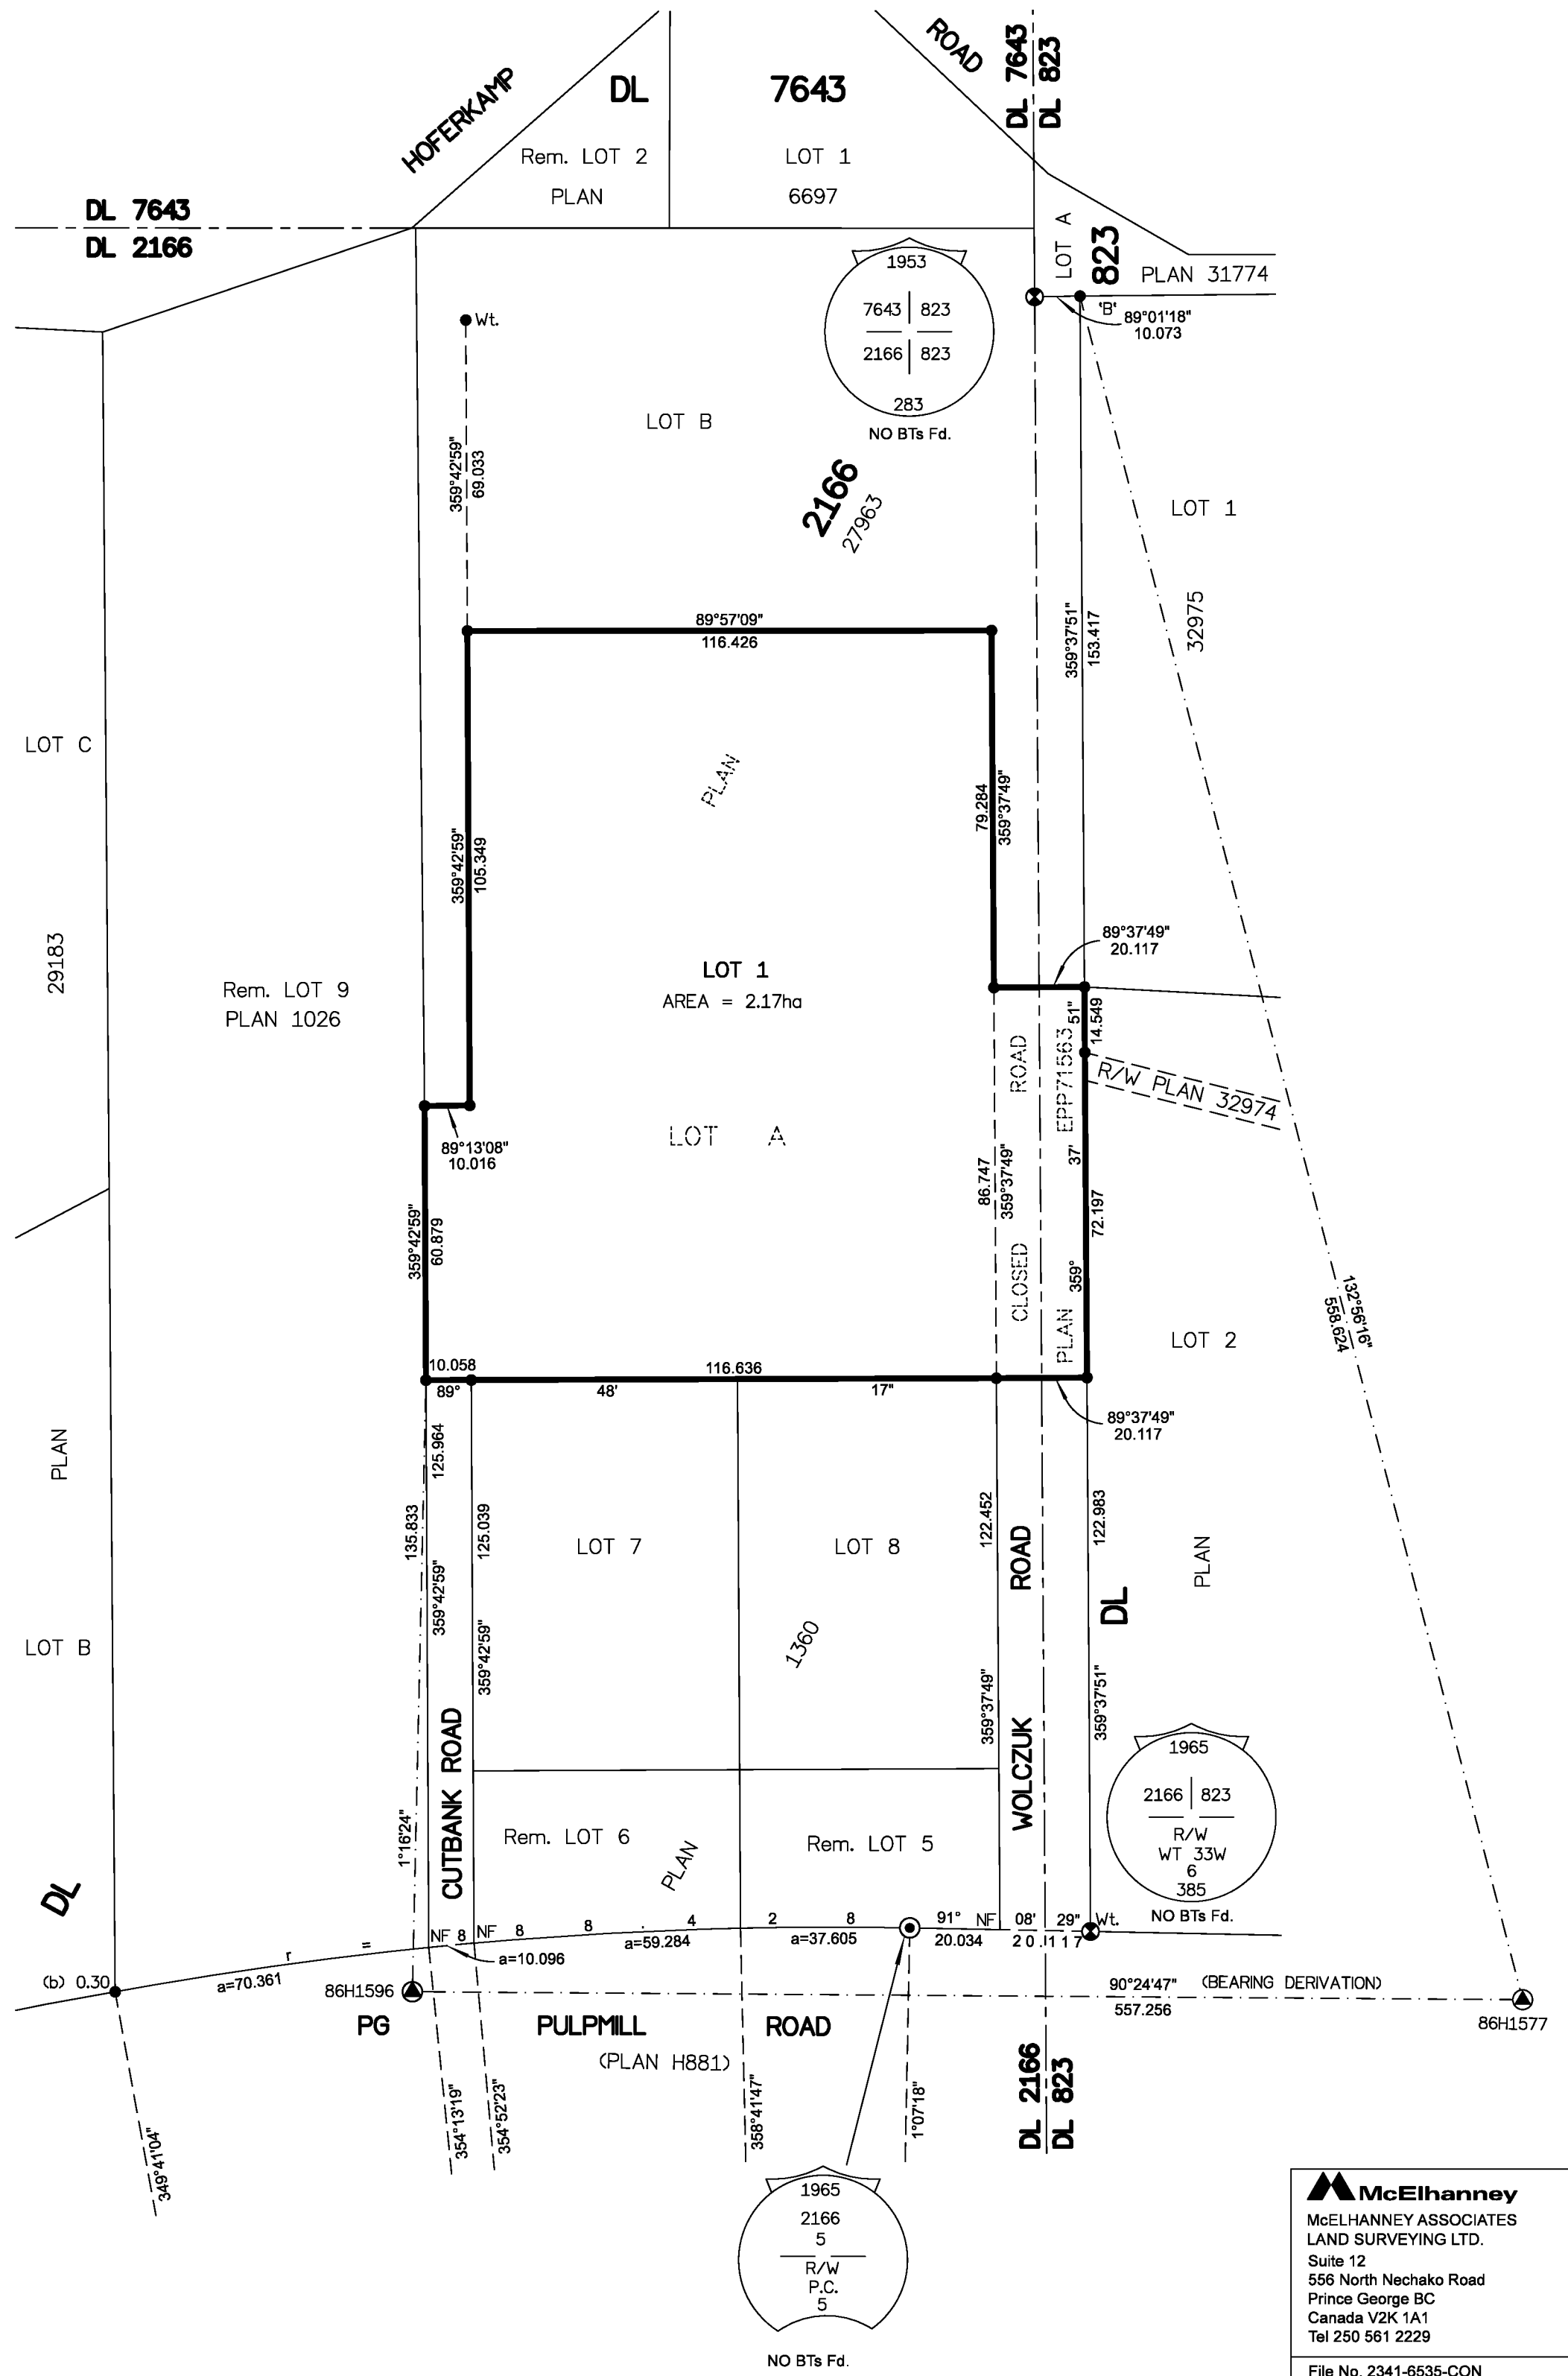 ROAD
DL 7643
DL 823
HOFERKAMP
DL 7643
Rem. LOT 2
LOT 1
PLAN 6697
DL 7643
DL 2166
LOT A
823
PLAN 31774
1953
7643 823
2166 823
283
NO BTs Fd.
"B"
89°01'18"
10.073
Wt.
359°42'59"
69.033
LOT B
2166
27963
LOT 1
32975
359°37'51"
153.417
89°57'09"
116.426
LOT C
PLAN
79.284
359°37'49"
359°42'59"
105.349
29183
Rem. LOT 9
PLAN 1026
LOT 1
AREA = 2.17ha
89°37'49"
20.117
51"
14.549
ROAD
EPP71563
R/W PLAN 32974
LOT A
89°13'08"
10.016
86.747
359°37'49"
37'
72.197
359°42'59"
60.879
CLOSED
359°
PLAN
132°56'16"
558.624
LOT 2
10.058
116.636
89° 48' 17"
89°37'49"
20.117
PLAN
125.964
135.833
125.039
359°42'59"
359°42'59"
LOT 7
LOT 8
122.452
ROAD
122.983
PLAN
DL
1360
LOT B
359°37'49"
359°37'51"
WOLCZUK
CUTBANK ROAD
1°16'24"
Rem. LOT 6
Rem. LOT 5
PLAN
1965
2166 823
R/W
WT 33W
6
385
NO BTs Fd.
DL
r = NF 8 NF 8 8 . 4 2 8
91° NF 08' 29" Wt.
20.034
20.117
a=10.096
a=59.284
a=37.605
(b) 0.30
a=70.361
86H1596
90°24'47" (BEARING DERIVATION)
557.256
86H1577
PG PULPMILL ROAD
(PLAN H881)
349°41'04"
354°13'19"
354°52'23"
358°41'47"
1°07'18"
DL 2166
DL 823
1965
2166
5
R/W
P.C.
5
NO BTs Fd.
McElhanney
McELHANNEY ASSOCIATES
LAND SURVEYING LTD.
Suite 12
556 North Nechako Road
Prince George BC
Canada V2K 1A1
Tel 250 561 2229
File No. 2341-6535-CON